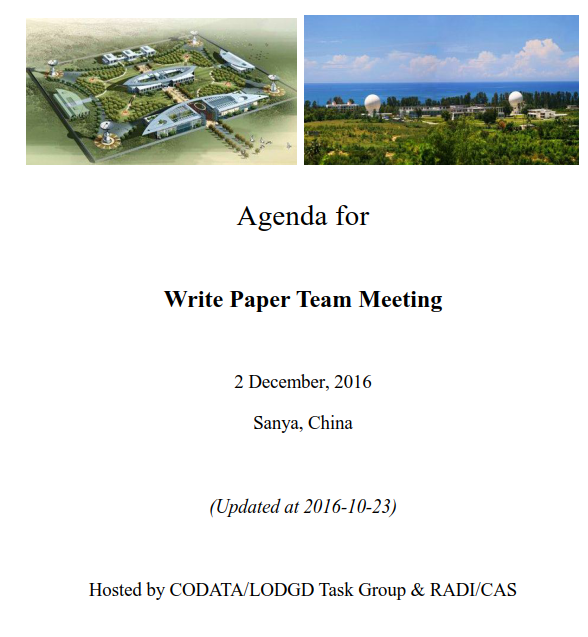 Agenda for
Write Paper Team Meeting
2 December, 2016
Sanya, China
(Updated at 2016-10-23)
Hosted by CODATA/LODGD Task Group & RADI/CAS